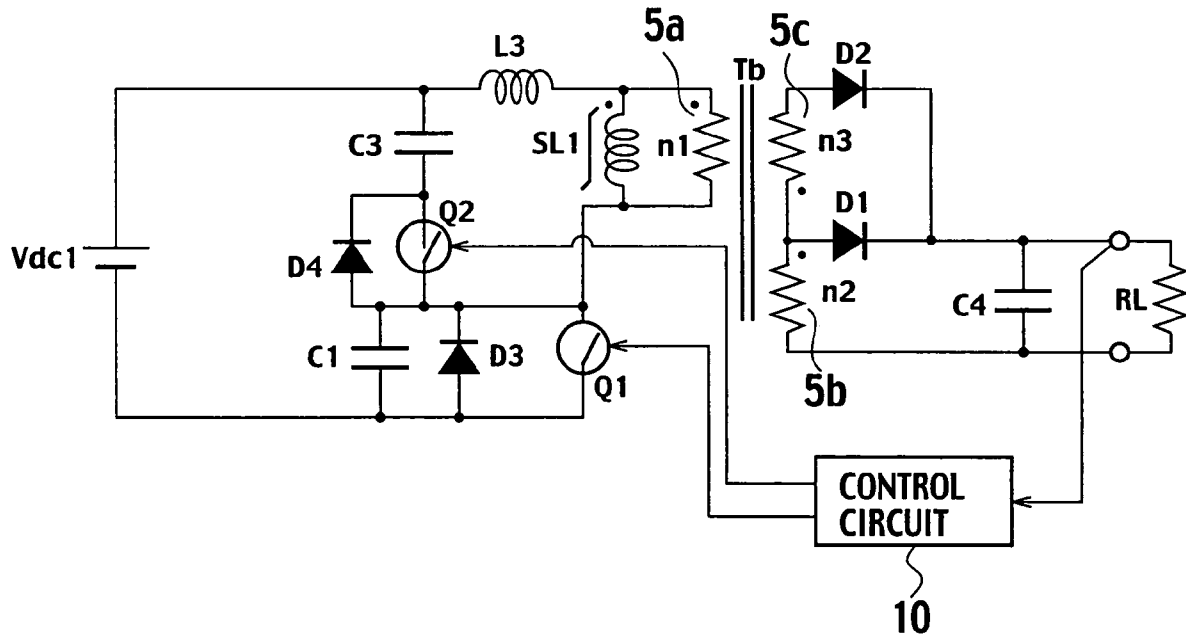 5a
5c
L3
D2
Tb
C3
SL1
n1
n3
Q2
D1
Vdc1
D4
n2
C4
RL
C1
D3
Q1
5b
CONTROL
CIRCUIT
10